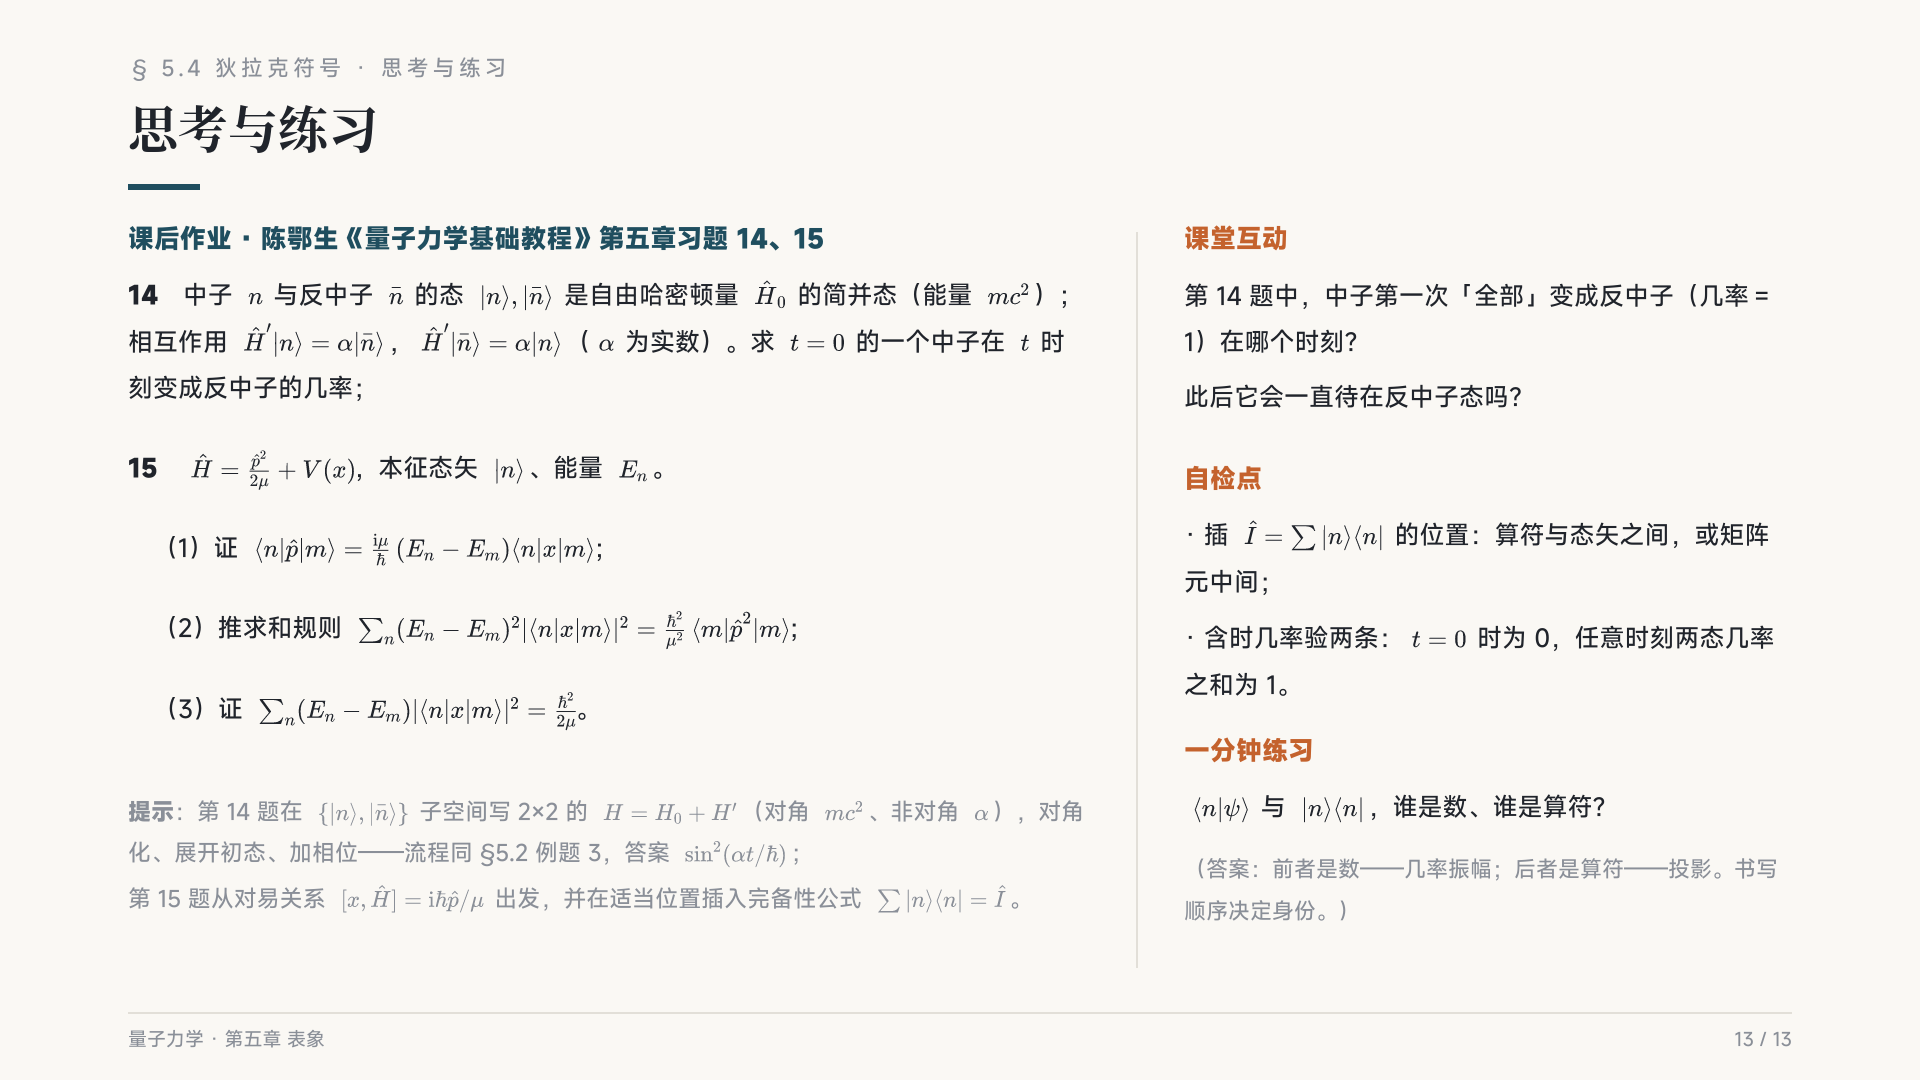 § 5.4 狄拉克符号 · 思考与练习
思考与练习
课后作业 · 陈鄂生《量子力学基础教程》第五章习题 14、15
14 中子 n 与反中子 n̄ 的态 |n⟩, |n̄⟩ 是自由哈密顿量 Ĥ₀ 的简并态（能量 mc²）;
相互作用 Ĥ′|n⟩ = α|n̄⟩, Ĥ′|n̄⟩ = α|n⟩（α 为实数）。求 t = 0 的一个中子在 t 时
刻变成反中子的几率;
15 Ĥ = p̂²/2μ + V(x), 本征态矢 |n⟩、能量 Eₙ。
（1）证 ⟨n|p̂|m⟩ = iμ/ħ (Eₙ − Eₘ)⟨n|x|m⟩;
（2）推求和规则 ∑ₙ(Eₙ − Eₘ)²|⟨n|x|m⟩|² = ħ²/μ² ⟨m|p̂²|m⟩;
（3）证 ∑ₙ(Eₙ − Eₘ)|⟨n|x|m⟩|² = ħ²/2μ。
提示：第 14 题在 {|n⟩, |n̄⟩} 子空间写 2×2 的 H = H₀ + H′（对角 mc²、非对角 α）, 对角
化、展开初态、加相位——流程同 §5.2 例题 3，答案 sin²(αt/ħ);
第 15 题从对易关系 [x, Ĥ] = iħp̂/μ 出发，并在适当位置插入完备性公式 ∑|n⟩⟨n| = Î。
课堂互动
第 14 题中，中子第一次「全部」变成反中子（几率 =
1）在哪个时刻？
此后它会一直待在反中子态吗？
自检点
· 插 Î = ∑|n⟩⟨n| 的位置：算符与态矢之间，或矩阵
元中间;
· 含时几率验两条： t = 0 时为 0，任意时刻两态几率
之和为 1。
一分钟练习
⟨n|ψ⟩ 与 |n⟩⟨n|, 谁是数、谁是算符？
（答案：前者是数——几率振幅；后者是算符——投影。书写
顺序决定身份。）
量子力学 · 第五章 表象
13 / 13